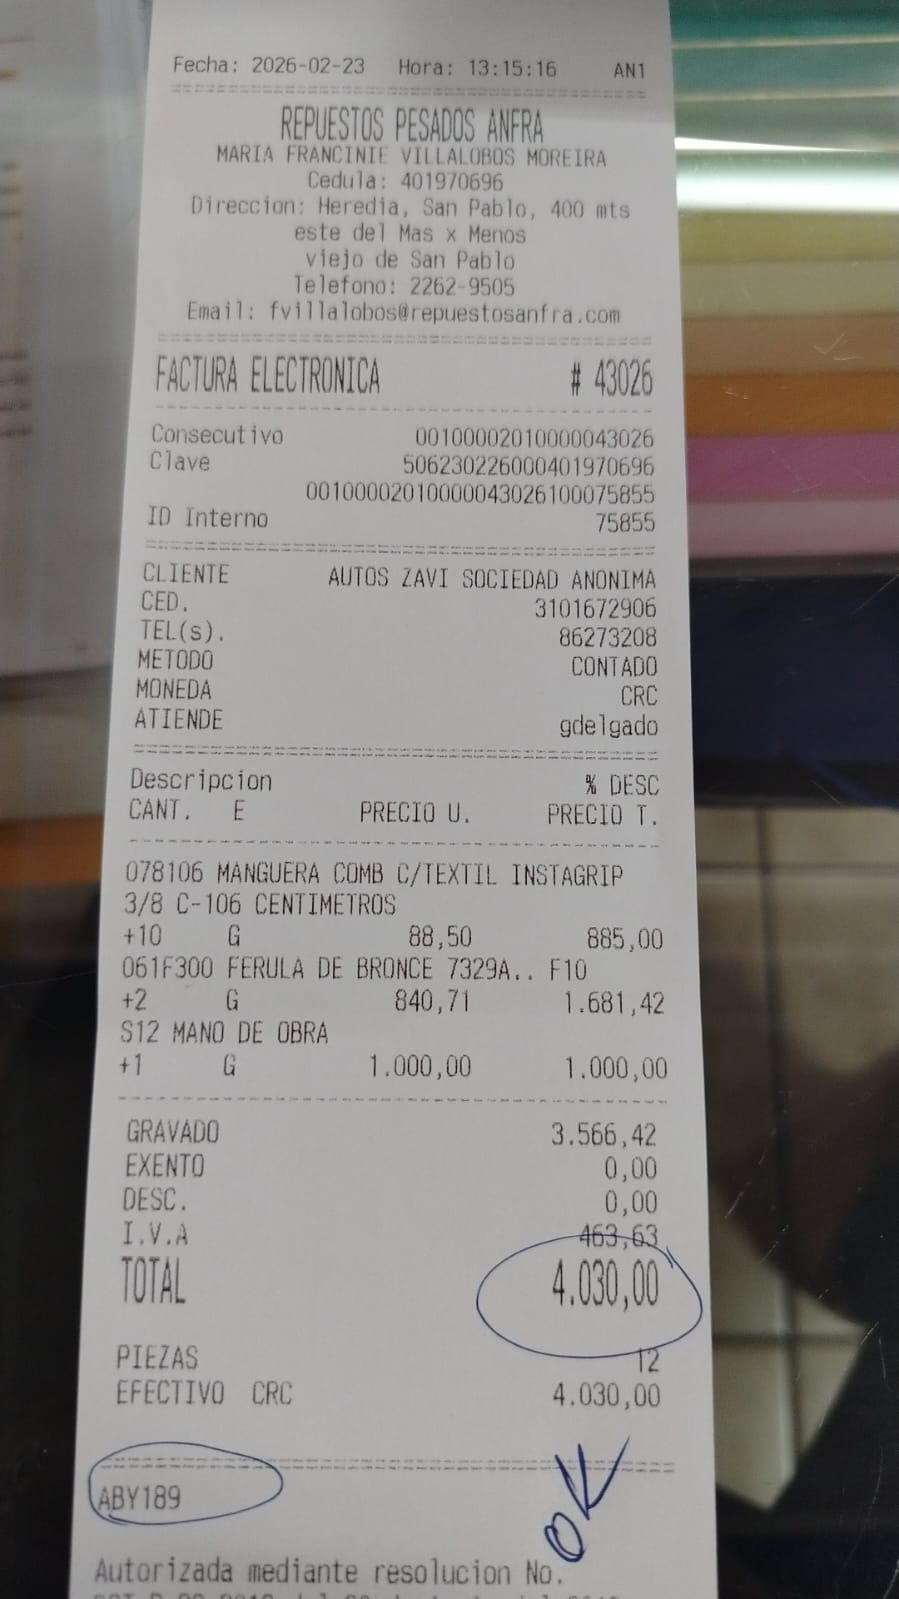 Fecha: 2026-02-23 Hora: 13:15:16 AN1
REPUESTOS PESADOS ANFRA
MARIA FRANCINIE VILLALOBOS MOREIRA
Cedula: 401970696
Direccion: Heredia, San Pablo, 400 mts
este del Mas x Menos
viejo de San Pablo
Telefono: 2262-9505
Email: fvillalobos@repuestosanfra.com
FACTURA ELECTRONICA # 43026
Consecutivo 00100002010000043026
Clave 506230226000401970696
00100002010000043026100075855
ID Interno 75855
CLIENTE AUTOS ZAVI SOCIEDAD ANONIMA
CED. 3101672906
TEL(s). 86273208
METODO CONTADO
MONEDA CRC
ATIENDE gdelgado
Descripcion % DESC
CANT. E PRECIO U. PRECIO T.
078106 MANGUERA COMB C/TEXTIL INSTAGRIP
3/8 C-106 CENTIMETROS
+10 G 88,50 885,00
061F300 FERULA DE BRONCE 7329A.. F10
+2 G 840,71 1.681,42
S12 MANO DE OBRA
+1 G 1.000,00 1.000,00
GRAVADO 3.566,42
EXENTO 0,00
DESC. 0,00
I.V.A 463,63
TOTAL 4.030,00
PIEZAS 12
EFECTIVO CRC 4.030,00
ABY189
OK
Autorizada mediante resolucion No.